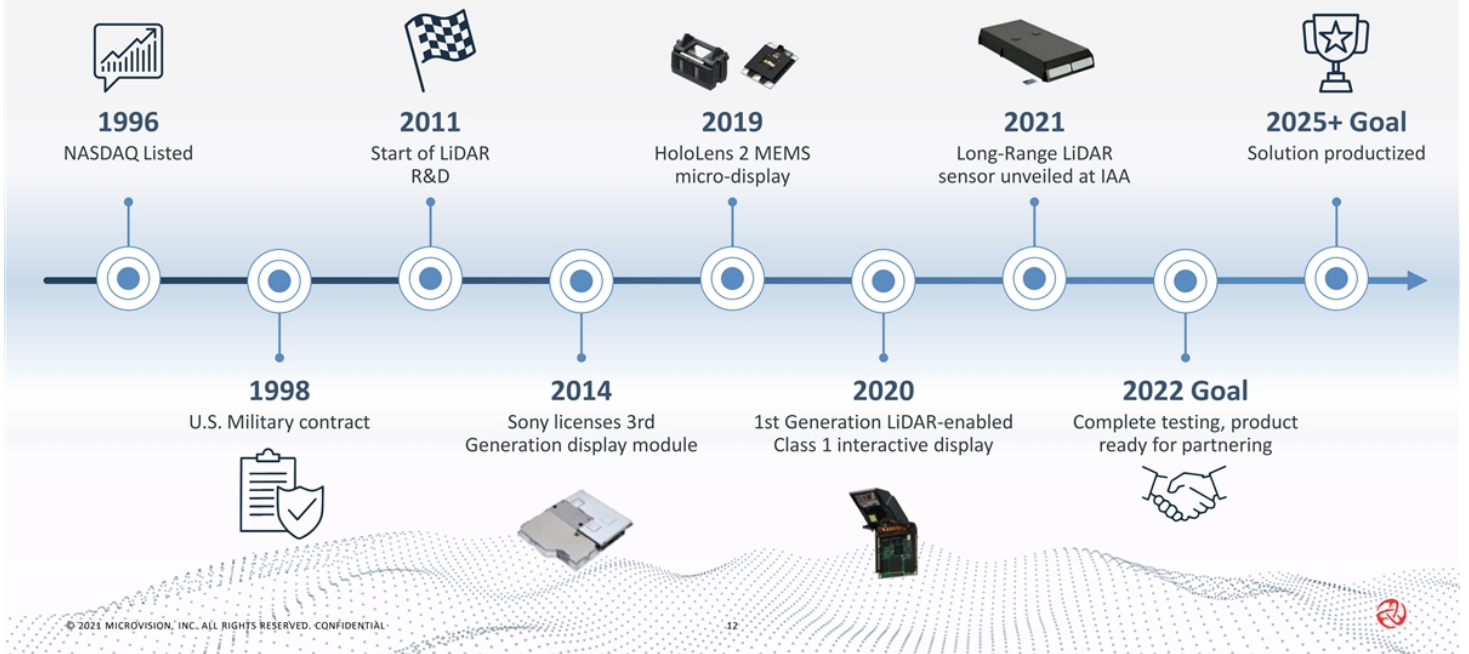 1996
NASDAQ Listed
2011
Start of LiDAR
R&D
2019
HoloLens 2 MEMS
micro-display
2021
Long-Range LiDAR
sensor unveiled at IAA
2025+ Goal
Solution productized
1998
U.S. Military contract
2014
Sony licenses 3rd
Generation display module
2020
1st Generation LiDAR-enabled
Class 1 interactive display
2022 Goal
Complete testing, product
ready for partnering
© 2021 MICROVISION, INC. ALL RIGHTS RESERVED. CONFIDENTIAL
12